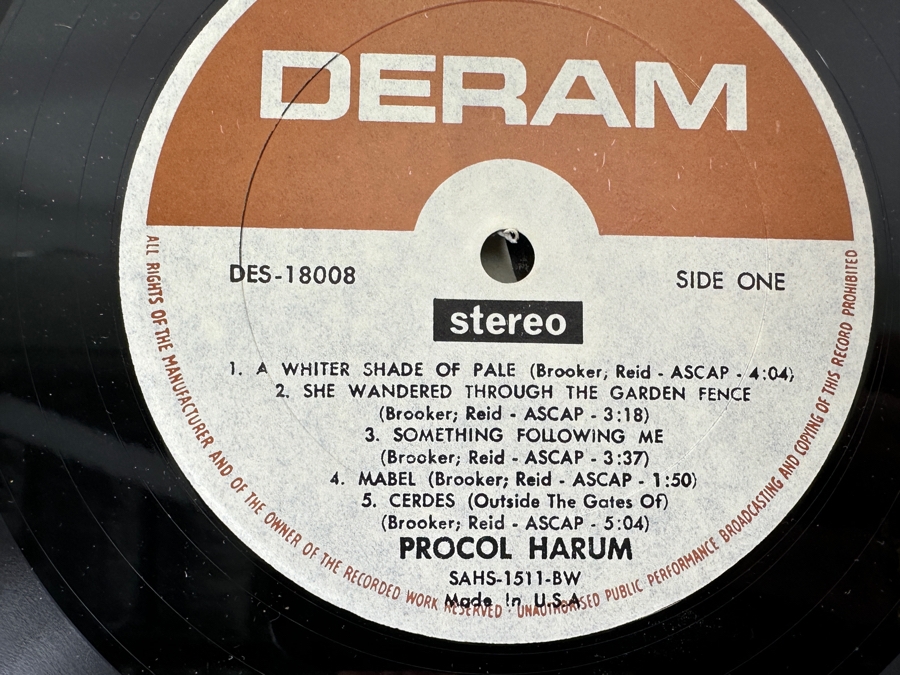 DERAM
DES-18008
SIDE ONE
stereo
1. A WHITER SHADE OF PALE (Brooker; Reid - ASCAP - 4:04)
2. SHE WANDERED THROUGH THE GARDEN FENCE
(Brooker; Reid - ASCAP - 3:18)
3. SOMETHING FOLLOWING ME
(Brooker; Reid - ASCAP - 3:37)
4. MABEL (Brooker; Reid - ASCAP - 1:50)
5. CERDES (Outside The Gates Of)
(Brooker; Reid - ASCAP - 5:04)
PROCOL HARUM
SAHS-1511-BW
Made In U.S.A
ALL RIGHTS OF THE MANUFACTURER AND OF THE OWNER OF THE RECORDED WORK RESERVED · UNAUTHORISED PUBLIC PERFORMANCE BROADCASTING AND COPYING OF THIS RECORD PROHIBITED